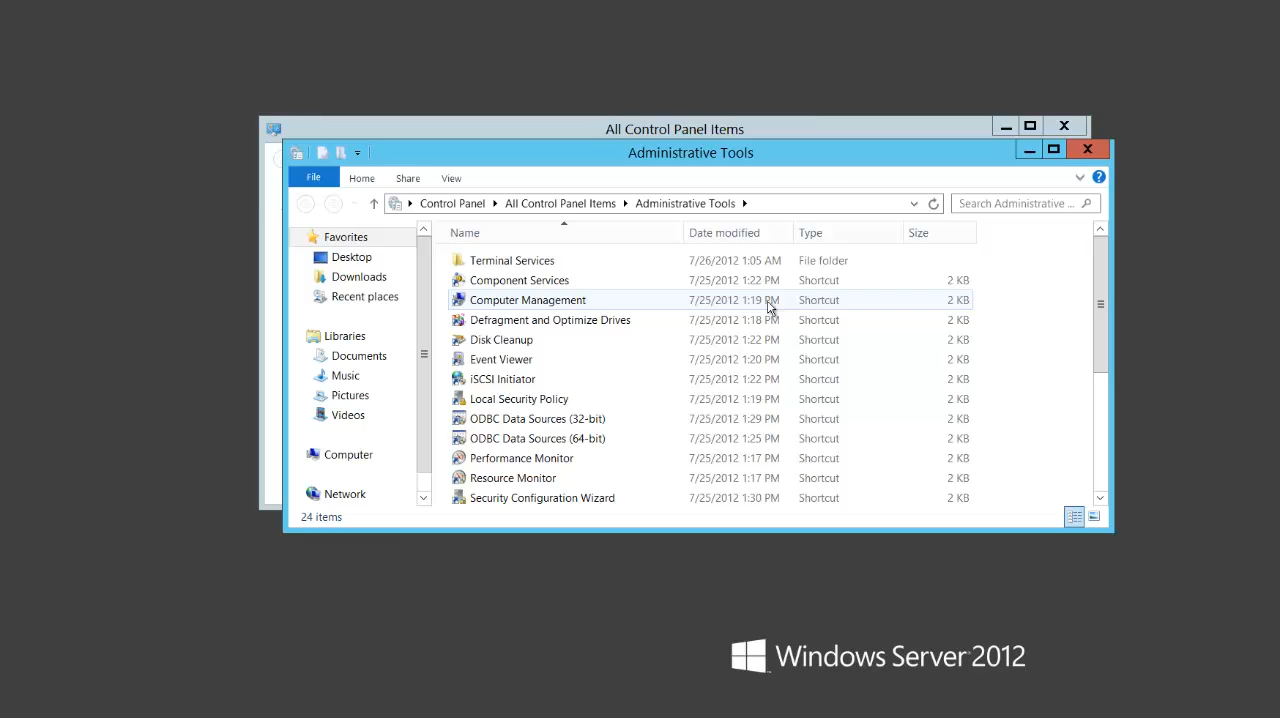 All Control Panel Items
Administrative Tools
File Home Share View
Control Panel All Control Panel Items Administrative Tools
Search Administrative ...
Name Date modified Type Size
Favorites
Desktop
Downloads
Recent places
Libraries
Documents
Music
Pictures
Videos
Computer
Network
Terminal Services 7/26/2012 1:05 AM File folder
Component Services 7/25/2012 1:22 PM Shortcut 2 KB
Computer Management 7/25/2012 1:19 PM Shortcut 2 KB
Defragment and Optimize Drives 7/25/2012 1:18 PM Shortcut 2 KB
Disk Cleanup 7/25/2012 1:22 PM Shortcut 2 KB
Event Viewer 7/25/2012 1:20 PM Shortcut 2 KB
iSCSI Initiator 7/25/2012 1:22 PM Shortcut 2 KB
Local Security Policy 7/25/2012 1:19 PM Shortcut 2 KB
ODBC Data Sources (32-bit) 7/25/2012 1:29 PM Shortcut 2 KB
ODBC Data Sources (64-bit) 7/25/2012 1:25 PM Shortcut 2 KB
Performance Monitor 7/25/2012 1:17 PM Shortcut 2 KB
Resource Monitor 7/25/2012 1:17 PM Shortcut 2 KB
Security Configuration Wizard 7/25/2012 1:30 PM Shortcut 2 KB
24 items
Windows Server 2012